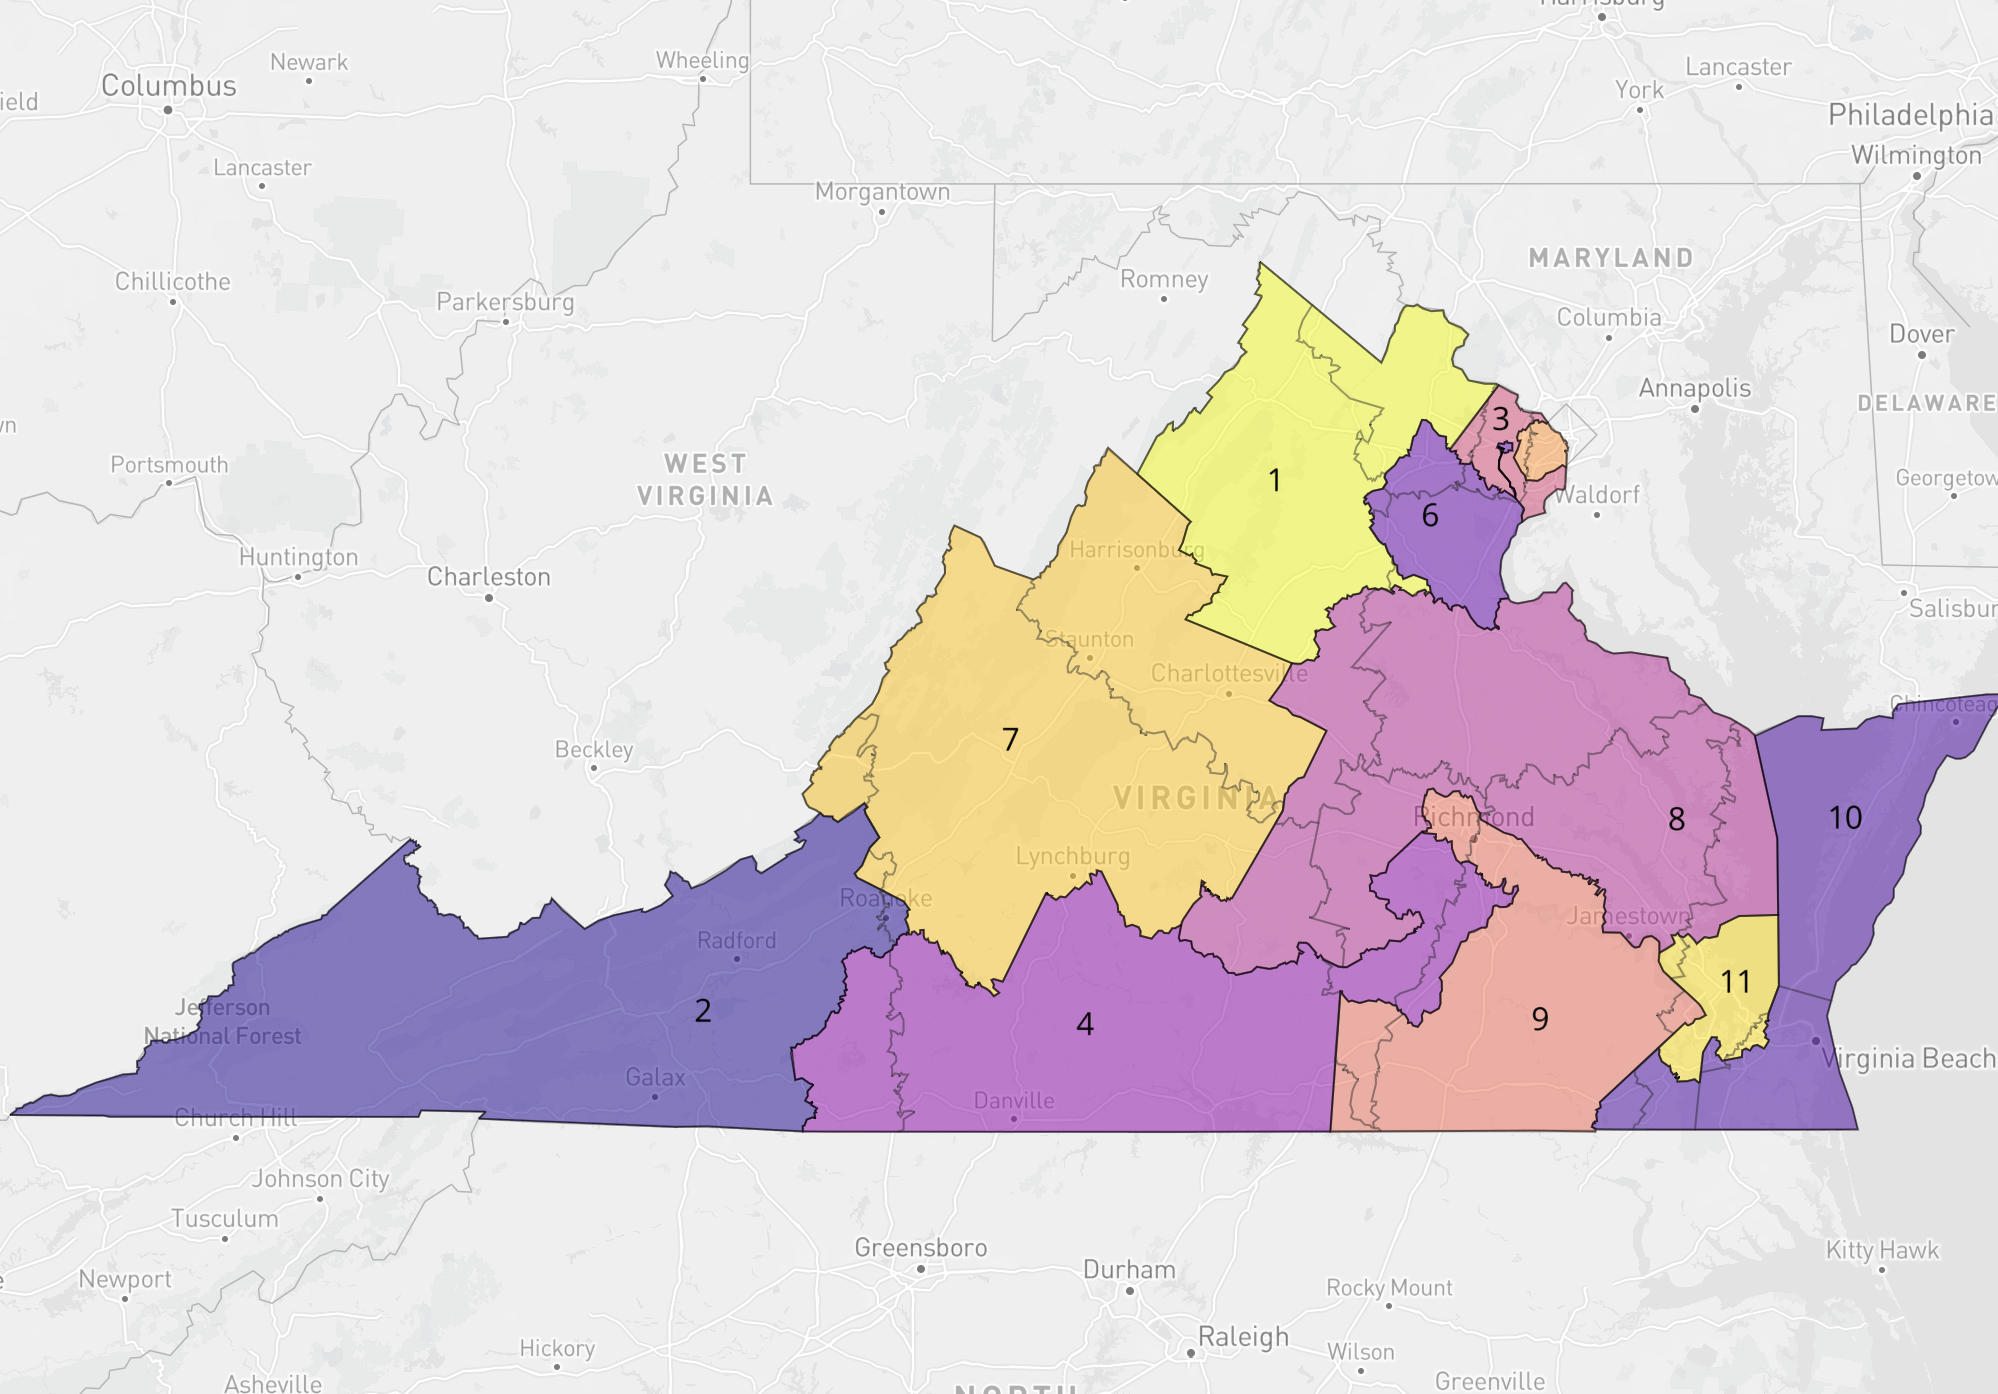 Harrisburg
Columbus
Newark
Wheeling
Lancaster
York
Philadelphia
Wilmington
ield
Lancaster
Morgantown
Chillicothe
Parkersburg
Romney
MARYLAND
Columbia
Dover
Annapolis
DELAWARE
wn
Portsmouth
WEST
VIRGINIA
3
1
Georgetow
Waldorf
6
Huntington
Charleston
Harrisonburg
Salisbur
Staunton
Charlottesville
Chincoteag
7
Beckley
VIRGINIA
Richmond
8
10
Lynchburg
Roanoke
Jamestown
Radford
11
Jefferson
National Forest
2
4
9
Virginia Beach
Galax
Danville
Church Hill
Johnson City
Tusculum
Greensboro
Durham
Kitty Hawk
Newport
Rocky Mount
Hickory
Raleigh
Wilson
Asheville
NORTH
Greenville